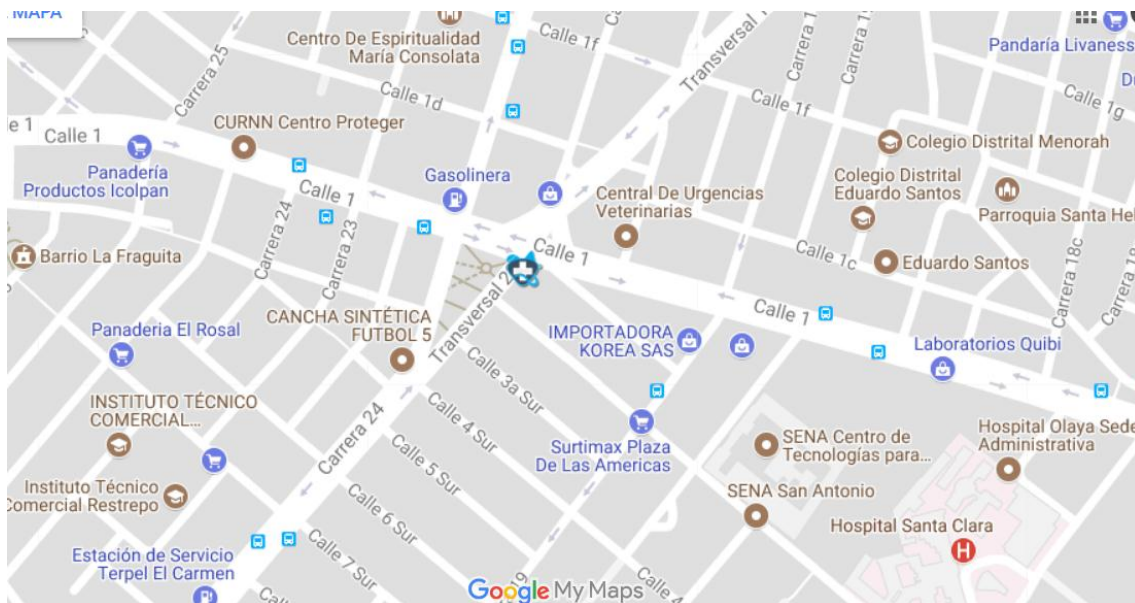 MAPA
Centro De Espiritualidad
María Consolata
Calle 1f
Transversal
Carrera 19
Pandaría Livaness
Carrera 25
Calle 1d
Calle 1f
Calle 1g
Calle 1
CURNN Centro Proteger
Colegio Distrital Menorah
Panadería
Productos Icolpan
Gasolinera
Calle 1
Central De Urgencias
Veterinarias
Colegio Distrital
Eduardo Santos
Parroquia Santa Hel
Carrera 24
Carrera 23
Barrio La Fraguita
Calle 1
Calle 1c
Eduardo Santos
Carrera 18c
Carrera 18
CANCHA SINTÉTICA
FUTBOL 5
Transversal 2
Calle 1
Panaderia El Rosal
IMPORTADORA
KOREA SAS
Laboratorios Quibi
Calle 3a Sur
INSTITUTO TÉCNICO
COMERCIAL...
Calle 4 Sur
Carrera 24
Surtimax Plaza
De Las Americas
SENA Centro de
Tecnologías para...
Hospital Olaya Sede
Administrativa
Calle 5 Sur
Instituto Técnico
Comercial Restrepo
SENA San Antonio
Calle 6 Sur
Hospital Santa Clara
H
Estación de Servicio
Terpel El Carmen
Calle 7 Sur
19
Calle 4
Google My Maps